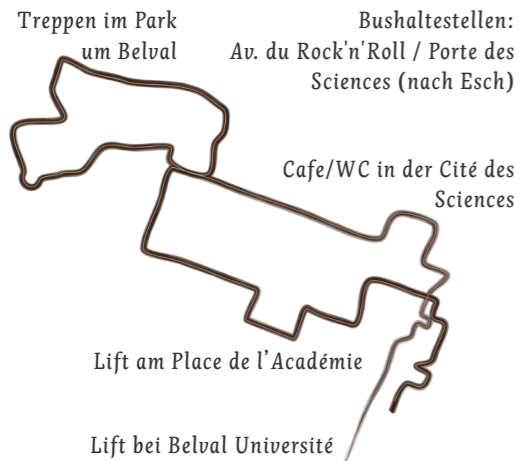 Treppen im Park
um Belval
Bushaltestellen:
Av. du Rock'n'Roll / Porte des
Sciences (nach Esch)
Cafe/WC in der Cité des
Sciences
Lift am Place de l’Académie
Lift bei Belval Université